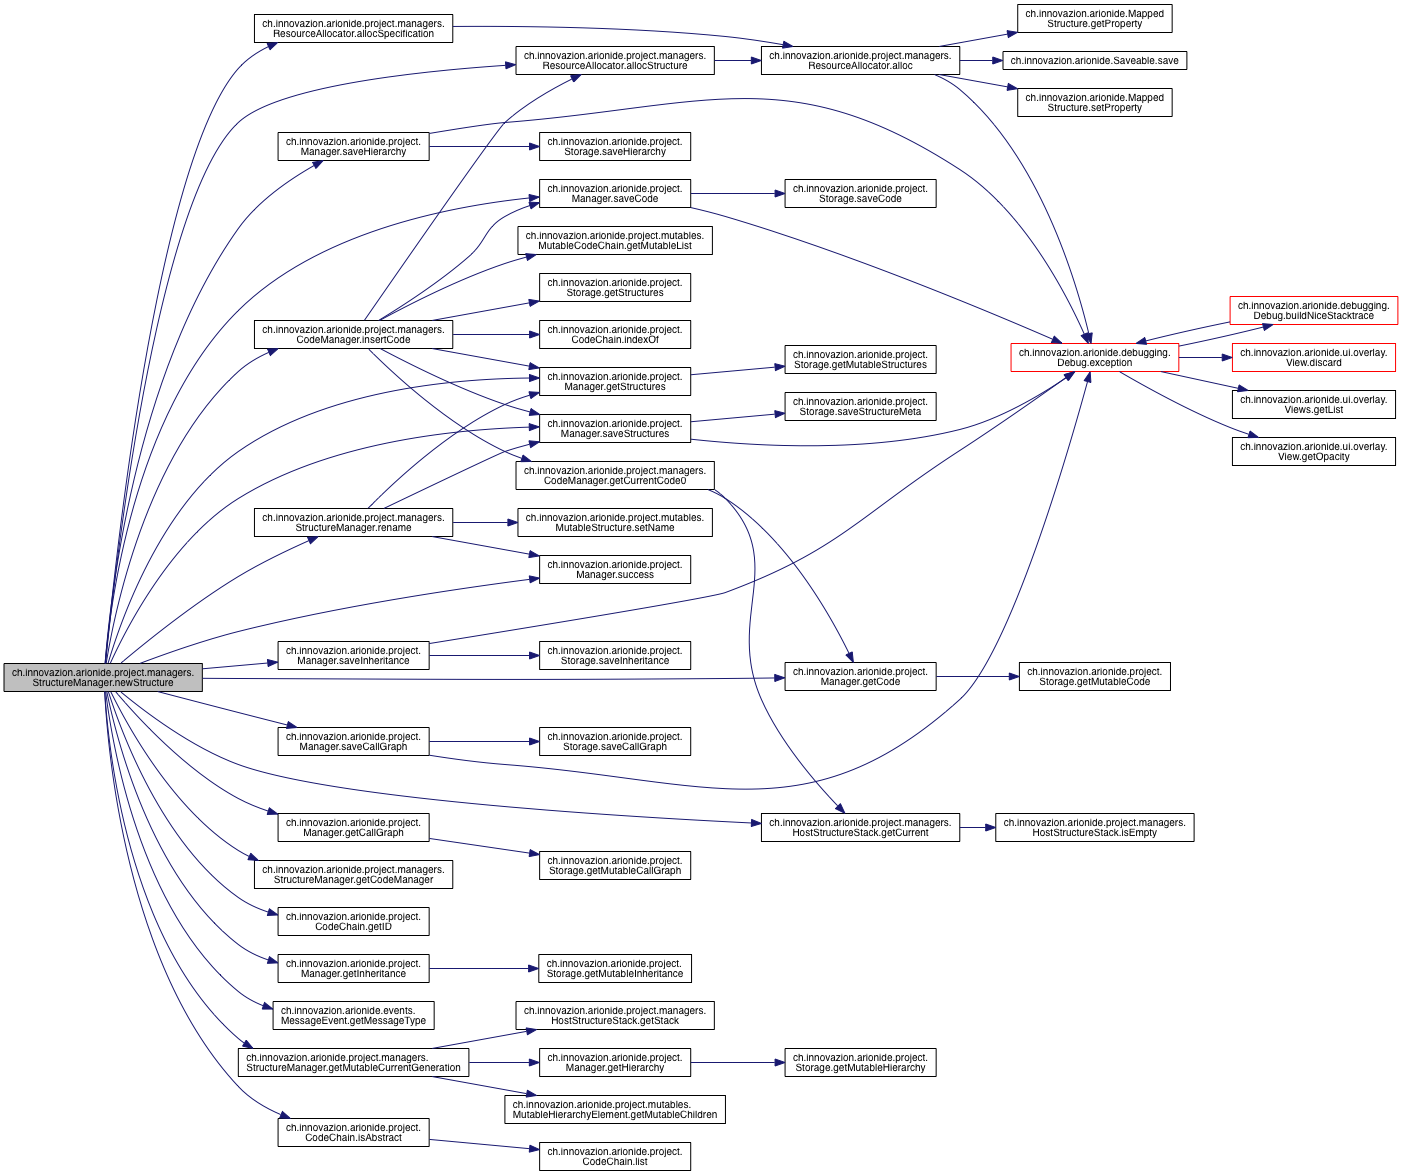 ch.innovazion.arionide.project.managers.
ResourceAllocator.allocSpecification
ch.innovazion.arionide.Mapped
Structure.getProperty
ch.innovazion.arionide.project.managers.
ResourceAllocator.allocStructure
ch.innovazion.arionide.project.managers.
ResourceAllocator.alloc
ch.innovazion.arionide.Saveable.save
ch.innovazion.arionide.Mapped
Structure.setProperty
ch.innovazion.arionide.project.
Manager.saveHierarchy
ch.innovazion.arionide.project.
Storage.saveHierarchy
ch.innovazion.arionide.project.
Manager.saveCode
ch.innovazion.arionide.project.
Storage.saveCode
ch.innovazion.arionide.project.mutables.
MutableCodeChain.getMutableList
ch.innovazion.arionide.project.
Storage.getStructures
ch.innovazion.arionide.debugging.
Debug.buildNiceStacktrace
ch.innovazion.arionide.project.managers.
CodeManager.insertCode
ch.innovazion.arionide.project.
CodeChain.indexOf
ch.innovazion.arionide.debugging.
Debug.exception
ch.innovazion.arionide.ui.overlay.
View.discard
ch.innovazion.arionide.project.
Storage.getMutableStructures
ch.innovazion.arionide.project.
Manager.getStructures
ch.innovazion.arionide.ui.overlay.
Views.getList
ch.innovazion.arionide.project.
Storage.saveStructureMeta
ch.innovazion.arionide.project.
Manager.saveStructures
ch.innovazion.arionide.ui.overlay.
View.getOpacity
ch.innovazion.arionide.project.managers.
CodeManager.getCurrentCode0
ch.innovazion.arionide.project.managers.
StructureManager.rename
ch.innovazion.arionide.project.mutables.
MutableStructure.setName
ch.innovazion.arionide.project.
Manager.success
ch.innovazion.arionide.project.
Manager.saveInheritance
ch.innovazion.arionide.project.
Storage.saveInheritance
ch.innovazion.arionide.project.managers.
StructureManager.newStructure
ch.innovazion.arionide.project.
Manager.getCode
ch.innovazion.arionide.project.
Storage.getMutableCode
ch.innovazion.arionide.project.
Manager.saveCallGraph
ch.innovazion.arionide.project.
Storage.saveCallGraph
ch.innovazion.arionide.project.
Manager.getCallGraph
ch.innovazion.arionide.project.managers.
HostStructureStack.getCurrent
ch.innovazion.arionide.project.managers.
HostStructureStack.isEmpty
ch.innovazion.arionide.project.
Storage.getMutableCallGraph
ch.innovazion.arionide.project.managers.
StructureManager.getCodeManager
ch.innovazion.arionide.project.
CodeChain.getID
ch.innovazion.arionide.project.
Manager.getInheritance
ch.innovazion.arionide.project.
Storage.getMutableInheritance
ch.innovazion.arionide.events.
MessageEvent.getMessageType
ch.innovazion.arionide.project.managers.
HostStructureStack.getStack
ch.innovazion.arionide.project.managers.
StructureManager.getMutableCurrentGeneration
ch.innovazion.arionide.project.
Manager.getHierarchy
ch.innovazion.arionide.project.
Storage.getMutableHierarchy
ch.innovazion.arionide.project.mutables.
MutableHierarchyElement.getMutableChildren
ch.innovazion.arionide.project.
CodeChain.isAbstract
ch.innovazion.arionide.project.
CodeChain.list